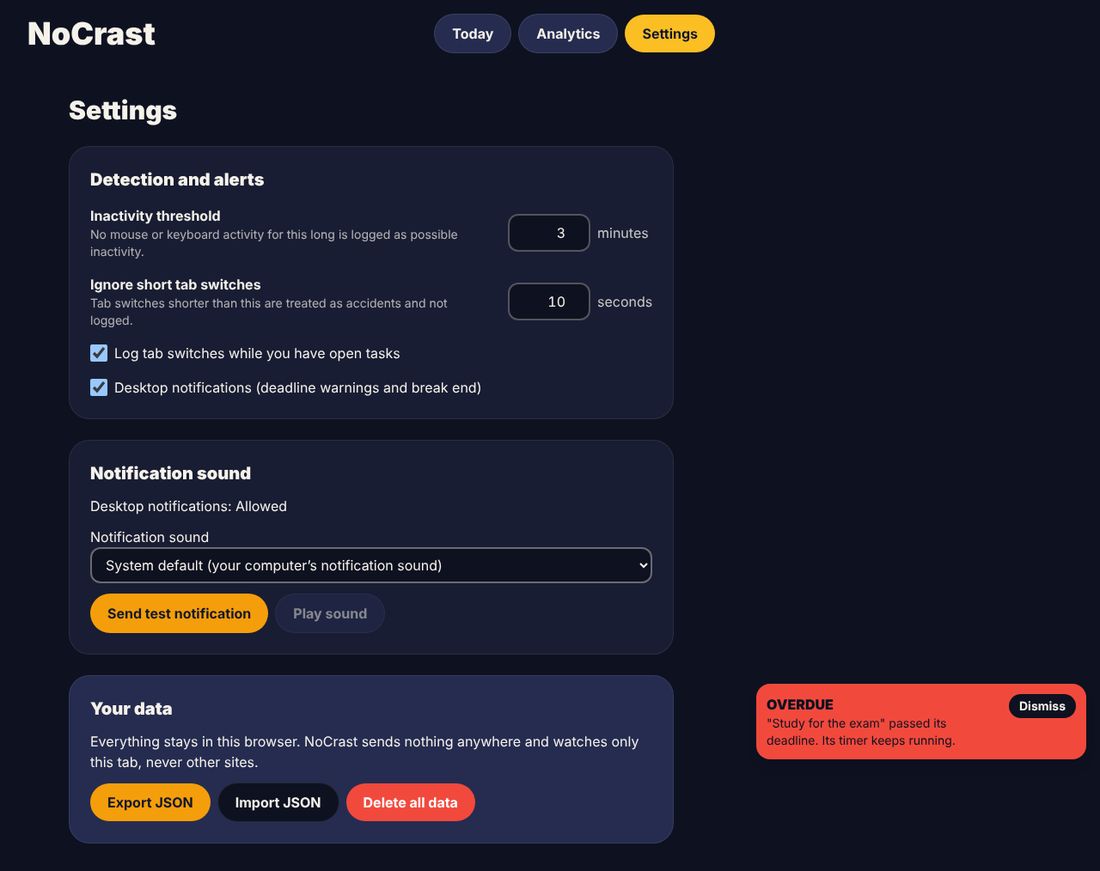 NoCrast
Today
Analytics
Settings
Settings
Detection and alerts
Inactivity threshold
No mouse or keyboard activity for this long is logged as possible
inactivity.
3 minutes
Ignore short tab switches
Tab switches shorter than this are treated as accidents and not
logged.
10 seconds
Log tab switches while you have open tasks
Desktop notifications (deadline warnings and break end)
Notification sound
Desktop notifications: Allowed
Notification sound
System default (your computer’s notification sound)
Send test notification
Play sound
Your data
Everything stays in this browser. NoCrast sends nothing anywhere and watches only
this tab, never other sites.
Export JSON
Import JSON
Delete all data
OVERDUE
Dismiss
"Study for the exam" passed its
deadline. Its timer keeps running.